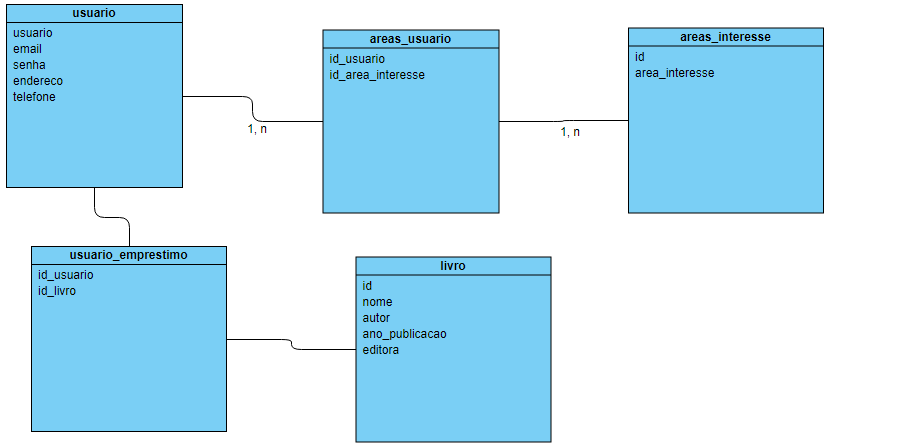 usuario
usuario
email
senha
endereco
telefone
areas_usuario
id_usuario
id_area_interesse
areas_interesse
id
area_interesse
1, n
1, n
usuario_emprestimo
id_usuario
id_livro
livro
id
nome
autor
ano_publicacao
editora